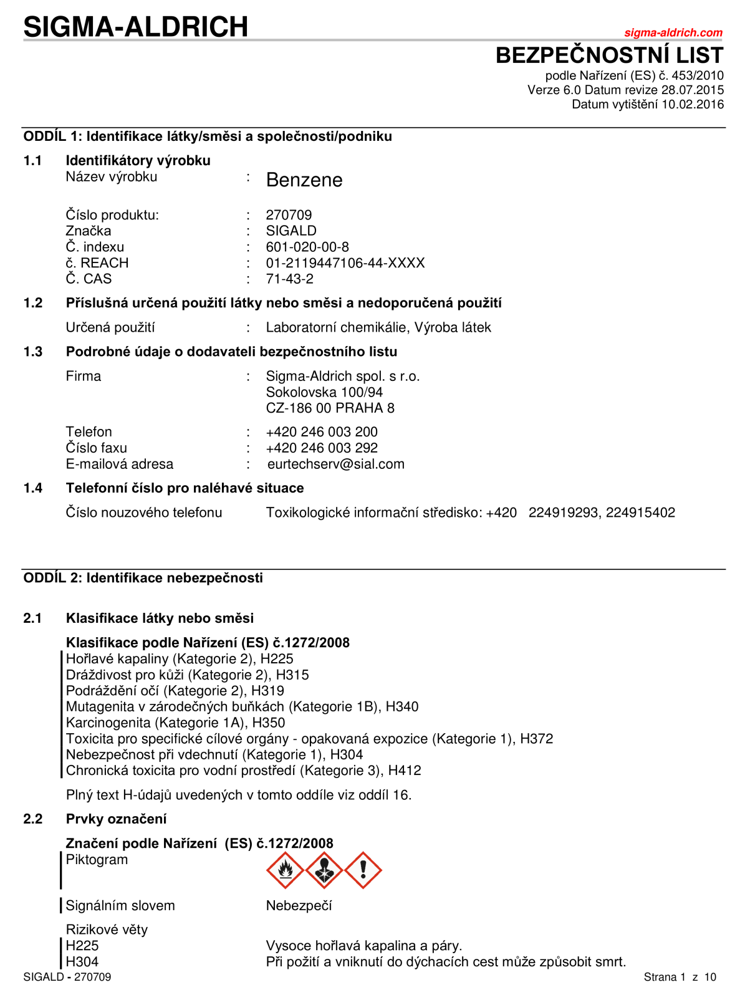 SIGMA-ALDRICH
sigma-aldrich.com
BEZPEČNOSTNÍ LIST
podle Nařízení (ES) č. 453/2010
Verze 6.0 Datum revize 28.07.2015
Datum vytištění 10.02.2016
ODDÍL 1: Identifikace látky/směsi a společnosti/podniku
1.1 Identifikátory výrobku
Název výrobku : Benzene
Číslo produktu: : 270709
Značka : SIGALD
Č. indexu : 601-020-00-8
č. REACH : 01-2119447106-44-XXXX
Č. CAS : 71-43-2
1.2 Příslušná určená použití látky nebo směsi a nedoporučená použití
Určená použití : Laboratorní chemikálie, Výroba látek
1.3 Podrobné údaje o dodavateli bezpečnostního listu
Firma : Sigma-Aldrich spol. s r.o.
Sokolovska 100/94
CZ-186 00 PRAHA 8
Telefon : +420 246 003 200
Číslo faxu : +420 246 003 292
E-mailová adresa : eurtechserv@sial.com
1.4 Telefonní číslo pro naléhavé situace
Číslo nouzového telefonu Toxikologické informační středisko: +420 224919293, 224915402
ODDÍL 2: Identifikace nebezpečnosti
2.1 Klasifikace látky nebo směsi
Klasifikace podle Nařízení (ES) č.1272/2008
Hořlavé kapaliny (Kategorie 2), H225
Dráždivost pro kůži (Kategorie 2), H315
Podráždění očí (Kategorie 2), H319
Mutagenita v zárodečných buňkách (Kategorie 1B), H340
Karcinogenita (Kategorie 1A), H350
Toxicita pro specifické cílové orgány - opakovaná expozice (Kategorie 1), H372
Nebezpečnost při vdechnutí (Kategorie 1), H304
Chronická toxicita pro vodní prostředí (Kategorie 3), H412
Plný text H-údajů uvedených v tomto oddíle viz oddíl 16.
2.2 Prvky označení
Značení podle Nařízení (ES) č.1272/2008
Piktogram
Signálním slovem Nebezpečí
Rizikové věty
H225 Vysoce hořlavá kapalina a páry.
H304 Při požití a vniknutí do dýchacích cest může způsobit smrt.
SIGALD - 270709 Strana 1 z 10